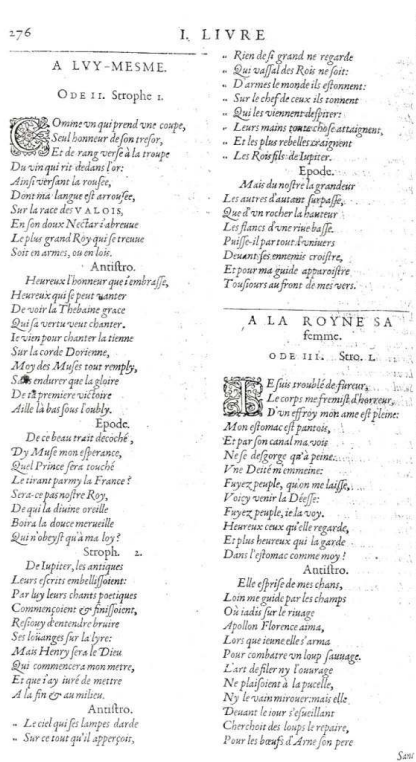 276
I. LIVRE
A LVY-MESME.
ODE II. Strophe 1.
COmme vn qui prend vne coupe,
Seul honneur de son tresor,
Et de rang verse à la troupe
Du vin qui rit dedans l'or:
Ainsi versant la rousée,
Dont ma langue est arrousée,
Sur la race des VALOIS,
En son doux Nectar i'abreuue
Le plus grand Roy qui se treuue
Soit en armes, ou en lois.
Antistro.
Heureux l'honneur que i'embrasse,
Heureux qui se peut vanter
De voir la Thebaine grace
Qui sa vertu veut chanter.
Ie vien pour chanter la tienne
Sur la corde Dorienne,
Moy des Muses tout remply,
Sans endurer que la gloire
De ta premiere victoire
Aille là bas sous l'oubly.
Epode.
De ce beau trait decoché,
Dy Muse mon esperance,
Quel Prince sera touché
Le tirant parmy la France?
Sera-ce pas nostre Roy,
De qui la diuine oreille
Boira la douce merueille
Qui n'obeyst qu'à ma loy?
Stroph. 2.
De Iupiter, les antiques
Leurs escrits embellissoient:
Par luy leurs chants poetiques
Commençoient & finissoient,
Resiouy d'entendre bruire
Ses loüanges sur la lyre:
Mais Henry sera le Dieu
Qui commencera mon metre,
Et que i'ay iuré de mettre
A la fin & au milieu.
Antistro.
„ Le ciel qui ses lampes darde
„ Sur ce tout qu'il apperçoit,
„ Rien de si grand ne regarde
„ Qui vassal des Rois ne soit:
„ D'armes le monde ils estonnent:
„ Sur le chef de ceux ils tonnent
„ Qui les viennent despiter:
„ Leurs mains toute chose attaignent,
„ Et les plus rebelles craignent
„ Les Rois fils de Iupiter.
Epode.
Mais du nostre la grandeur
Les autres d'autant surpasse,
Que d'vn rocher la hauteur
Les flancs d'vne riue basse.
Puisse-il par tout l'vniuers
Deuant ses ennemis croistre,
Et pour ma guide apparoistre
Tousiours au front de mes vers.
A LA ROYNE SA
femme.
ODE III. Stro. I.
IE suis troublé de fureur,
Le corps me fremist d'horreur,
D'vn effroy mon ame est pleine:
Mon estomac est pantois,
Et par son canal ma vois
Ne se desgorge qu'à peine.
Vne Deité m'emmeine:
Fuyez peuple, qu'on me laisse,
Voicy venir la Déesse:
Fuyez peuple, ie la voy.
Heureux ceux qu'elle regarde,
Et plus heureux qui la garde
Dans l'estomac comme moy!
Antistro.
Elle esprise de mes chans,
Loin me guide par les champs
Où iadis sur le riuage
Apollon Florence aima,
Lors que ieune elle s'arma
Pour combatre vn loup sauuage.
L'art de filer ny l'ouurage
Ne plaisoient à la pucelle,
Ny le vain mirouer: mais elle
Deuant le iour s'esueillant
Cherchoit des loups le repaire,
Pour les bœufs d'Arne son pere
Sans